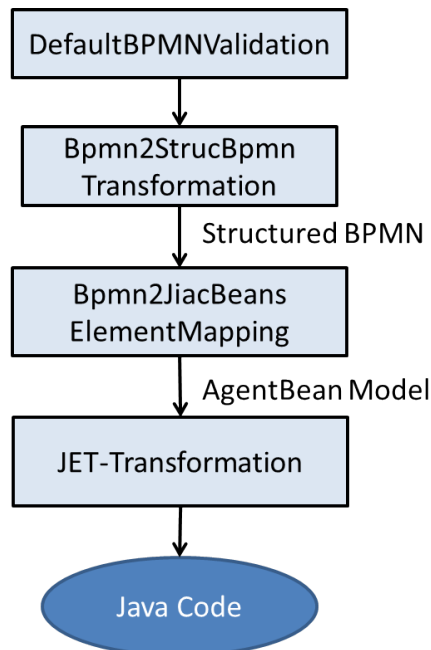 DefaultBPMNValidation
Bpmn2StrucBpmn
Transformation
Structured BPMN
Bpmn2JiacBeans
ElementMapping
AgentBean Model
JET-Transformation
Java Code